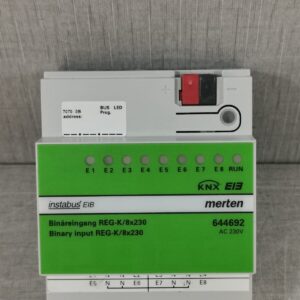 BUS LED
Prog.
address:
E1 E2 E3 E4 E5 E6 E7 E8 RUN
KNX EIB
instabus EIB
merten
Binäreingang REG-K/8x230
644692
Binary input REG-K/8x230
AC 230V
E5 N E6 E7 N E8